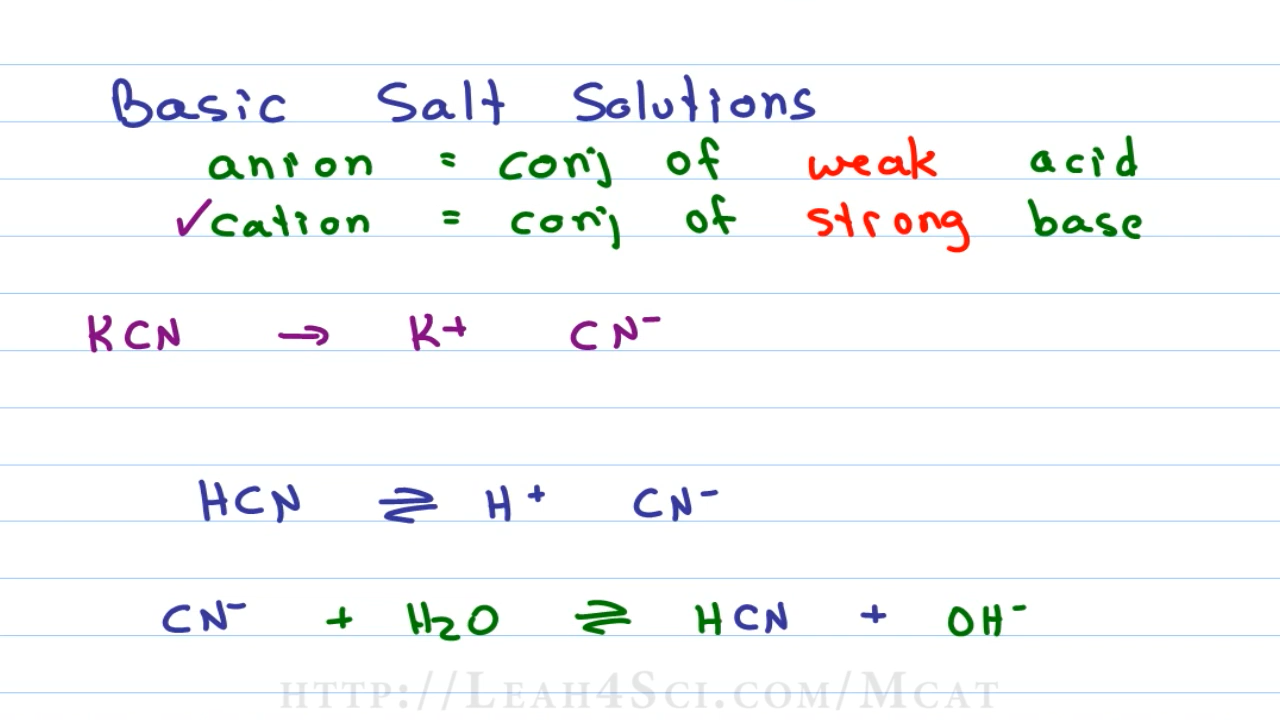 Basic Salt Solutions
anion = conj of weak acid
✓cation = conj of strong base
KCN → K+ CN⁻
HCN ⇌ H⁺ CN⁻
CN⁻ + H2O ⇌ HCN + OH⁻
HTTP://LEAH4SCI.COM/MCAT